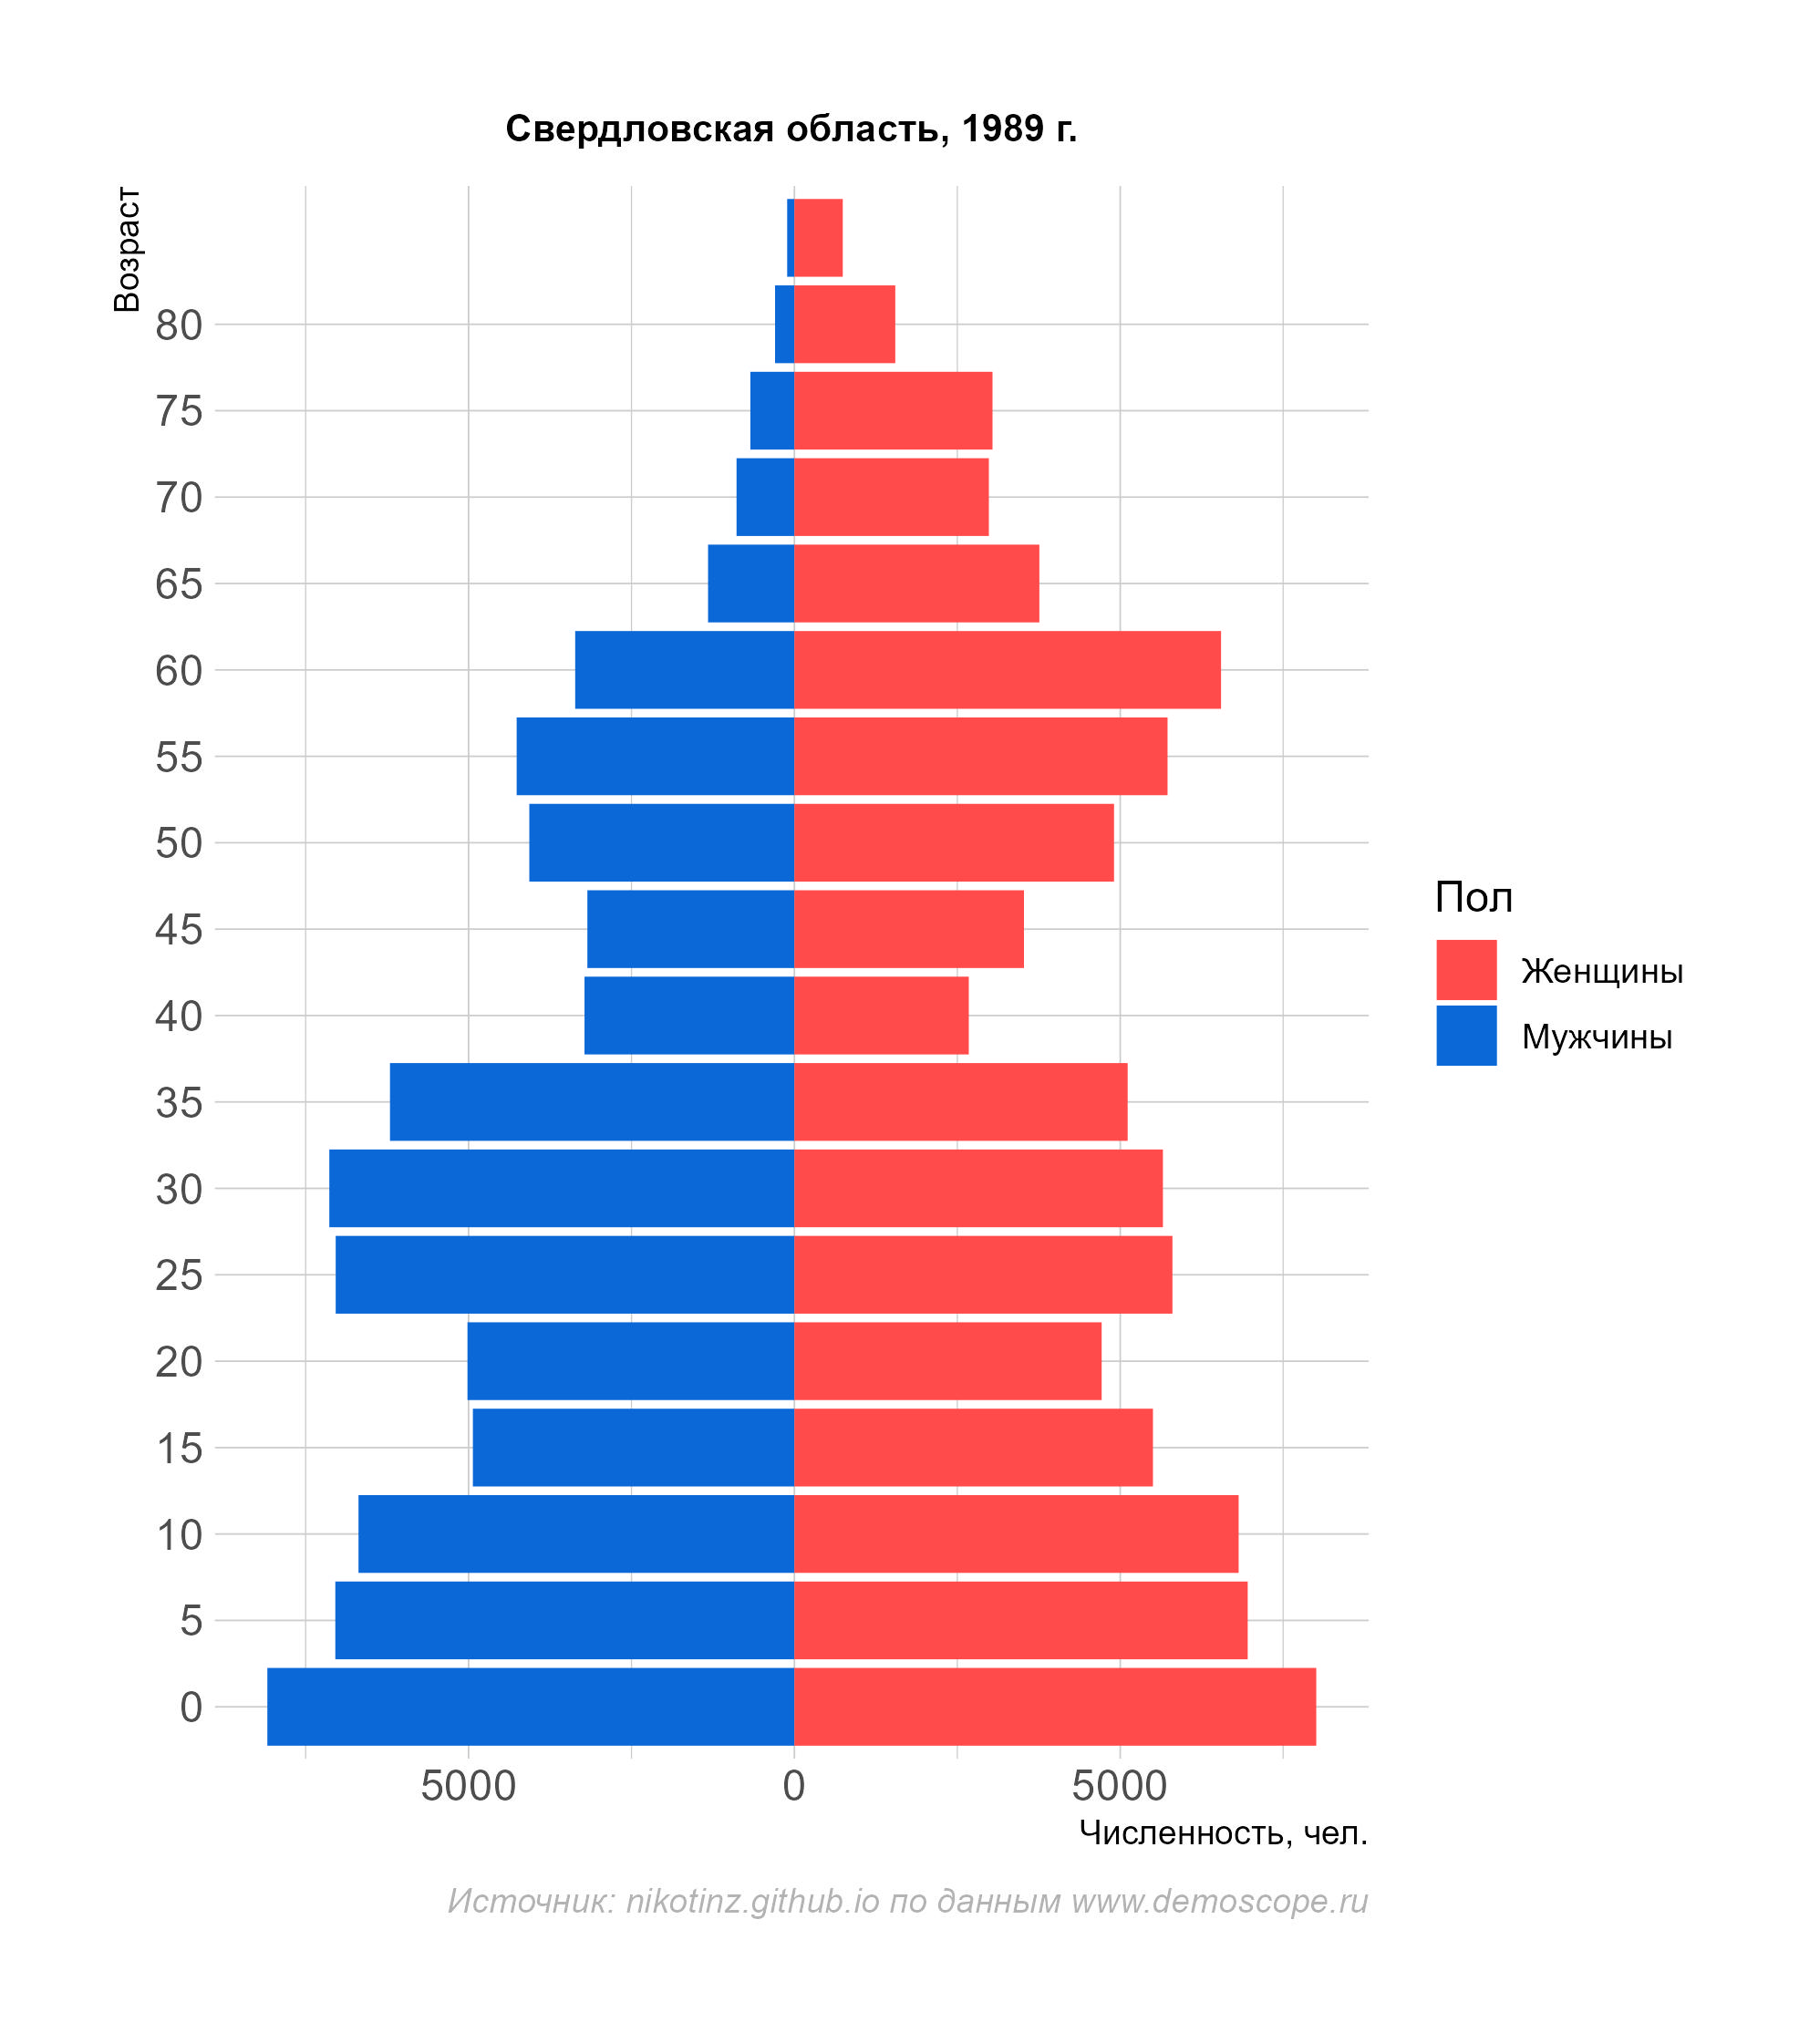 Свердловская область, 1989 г.
Возраст
80
75
70
65
60
55
50
45
40
35
30
25
20
15
10
5
0
5000 0 5000
Численность, чел.
Пол
Женщины
Мужчины
Источник: nikotinz.github.io по данным www.demoscope.ru